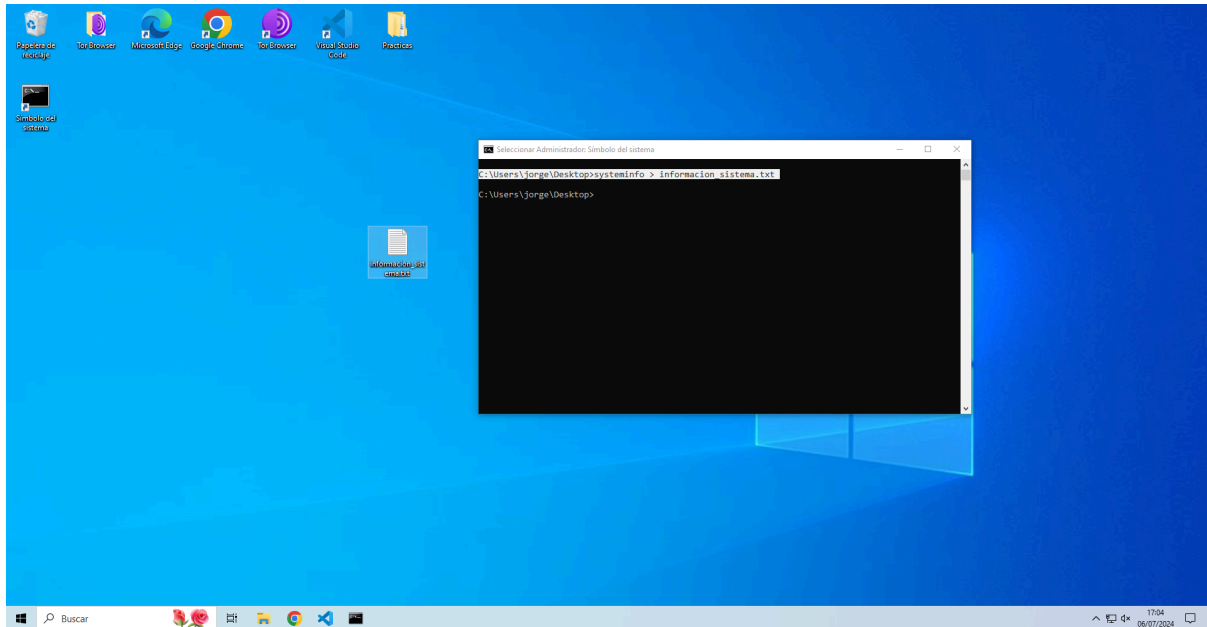 Papelera de
reciclaje
Tor Browser
Microsoft Edge
Google Chrome
Tor Browser
Visual Studio
Code
Practicas
Símbolo del
sistema
Seleccionar Administrador: Símbolo del sistema
C:\Users\jorge\Desktop>systeminfo > informacion_sistema.txt
C:\Users\jorge\Desktop>
informacion_sist
ema.txt
Buscar
17:04
06/07/2024